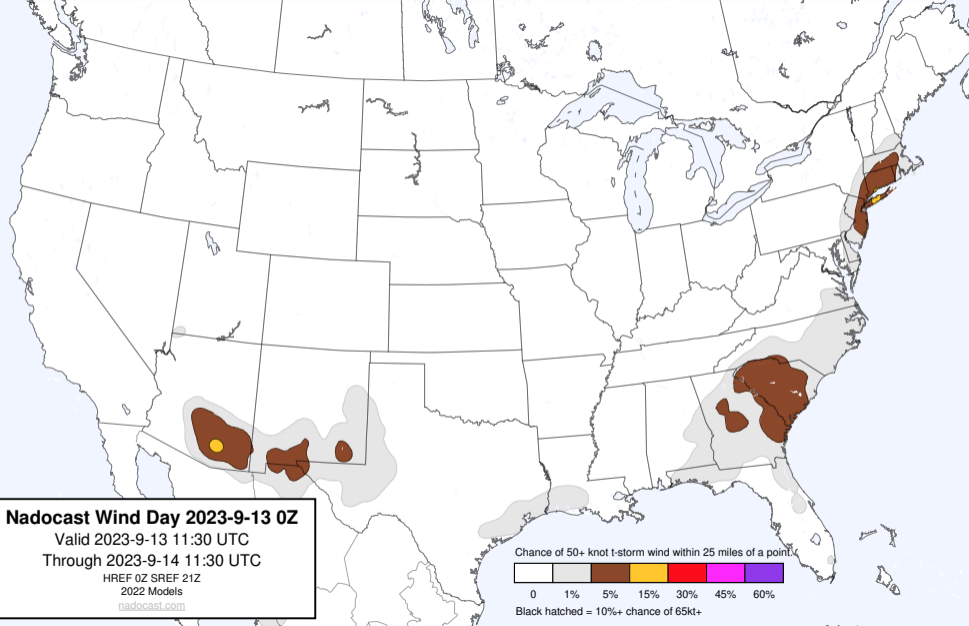 Nadocast Wind Day 2023-9-13 0Z
Valid 2023-9-13 11:30 UTC
Through 2023-9-14 11:30 UTC
HREF 0Z SREF 21Z
2022 Models
nadocast.com
Chance of 50+ knot t-storm wind within 25 miles of a point.
0 1% 5% 15% 30% 45% 60%
Black hatched = 10%+ chance of 65kt+